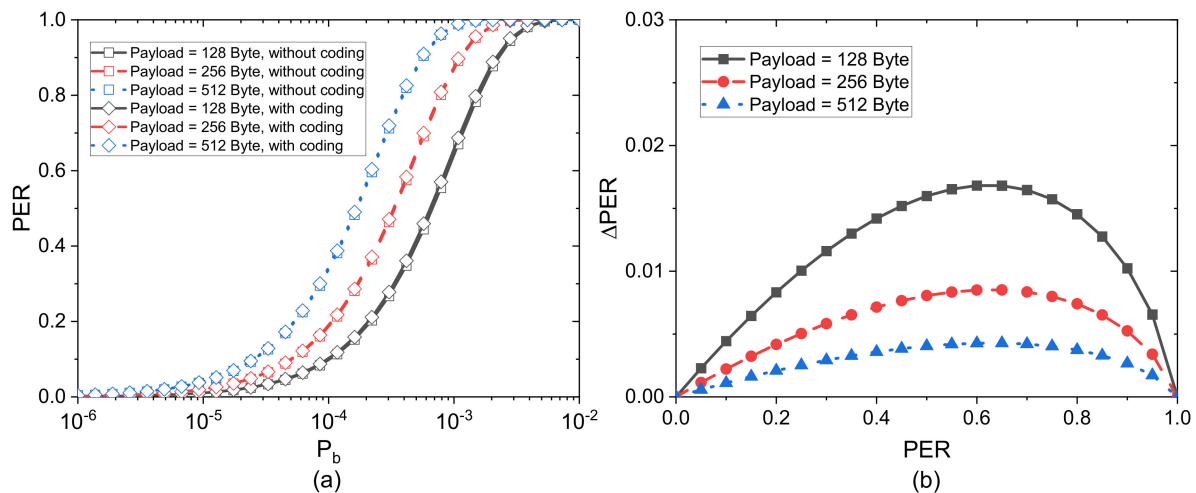 1.0
0.8
0.6
0.4
0.2
0.0
PER
Payload = 128 Byte, without coding
Payload = 256 Byte, without coding
Payload = 512 Byte, without coding
Payload = 128 Byte, with coding
Payload = 256 Byte, with coding
Payload = 512 Byte, with coding
10⁻⁶ 10⁻⁵ 10⁻⁴ 10⁻³ 10⁻²
P_b
(a)
0.03
0.02
0.01
0.00
ΔPER
Payload = 128 Byte
Payload = 256 Byte
Payload = 512 Byte
0.0 0.2 0.4 0.6 0.8 1.0
PER
(b)